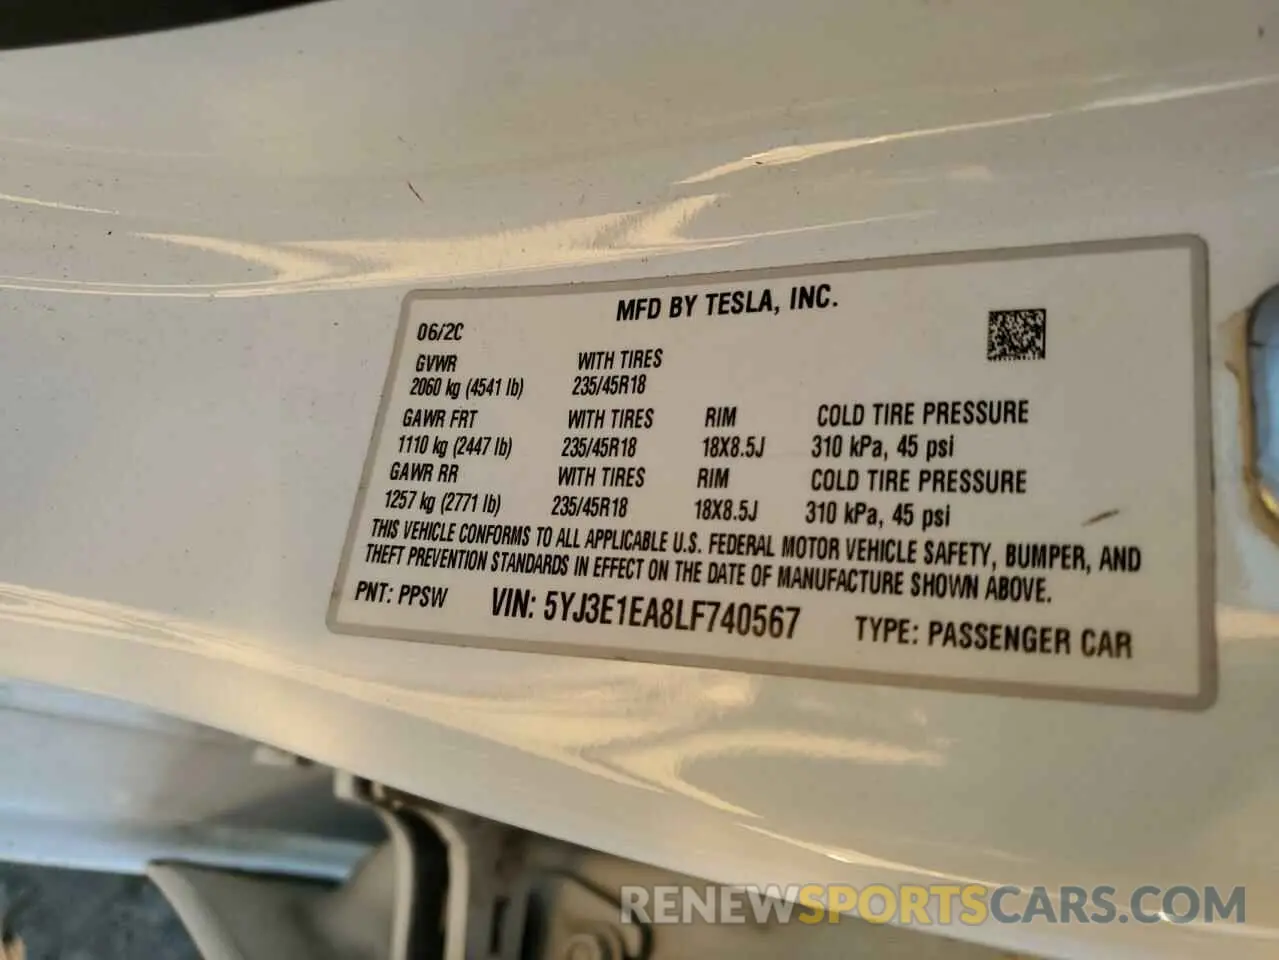 MFD BY TESLA, INC.
06/2C
GVWR WITH TIRES
2060 kg (4541 lb) 235/45R18
GAWR FRT WITH TIRES RIM COLD TIRE PRESSURE
1110 kg (2447 lb) 235/45R18 18X8.5J 310 kPa, 45 psi
GAWR RR WITH TIRES RIM COLD TIRE PRESSURE
1257 kg (2771 lb) 235/45R18 18X8.5J 310 kPa, 45 psi
THIS VEHICLE CONFORMS TO ALL APPLICABLE U.S. FEDERAL MOTOR VEHICLE SAFETY, BUMPER, AND
THEFT PREVENTION STANDARDS IN EFFECT ON THE DATE OF MANUFACTURE SHOWN ABOVE.
PNT: PPSW VIN: 5YJ3E1EA8LF740567 TYPE: PASSENGER CAR
RENEWSPORTSCARS.COM